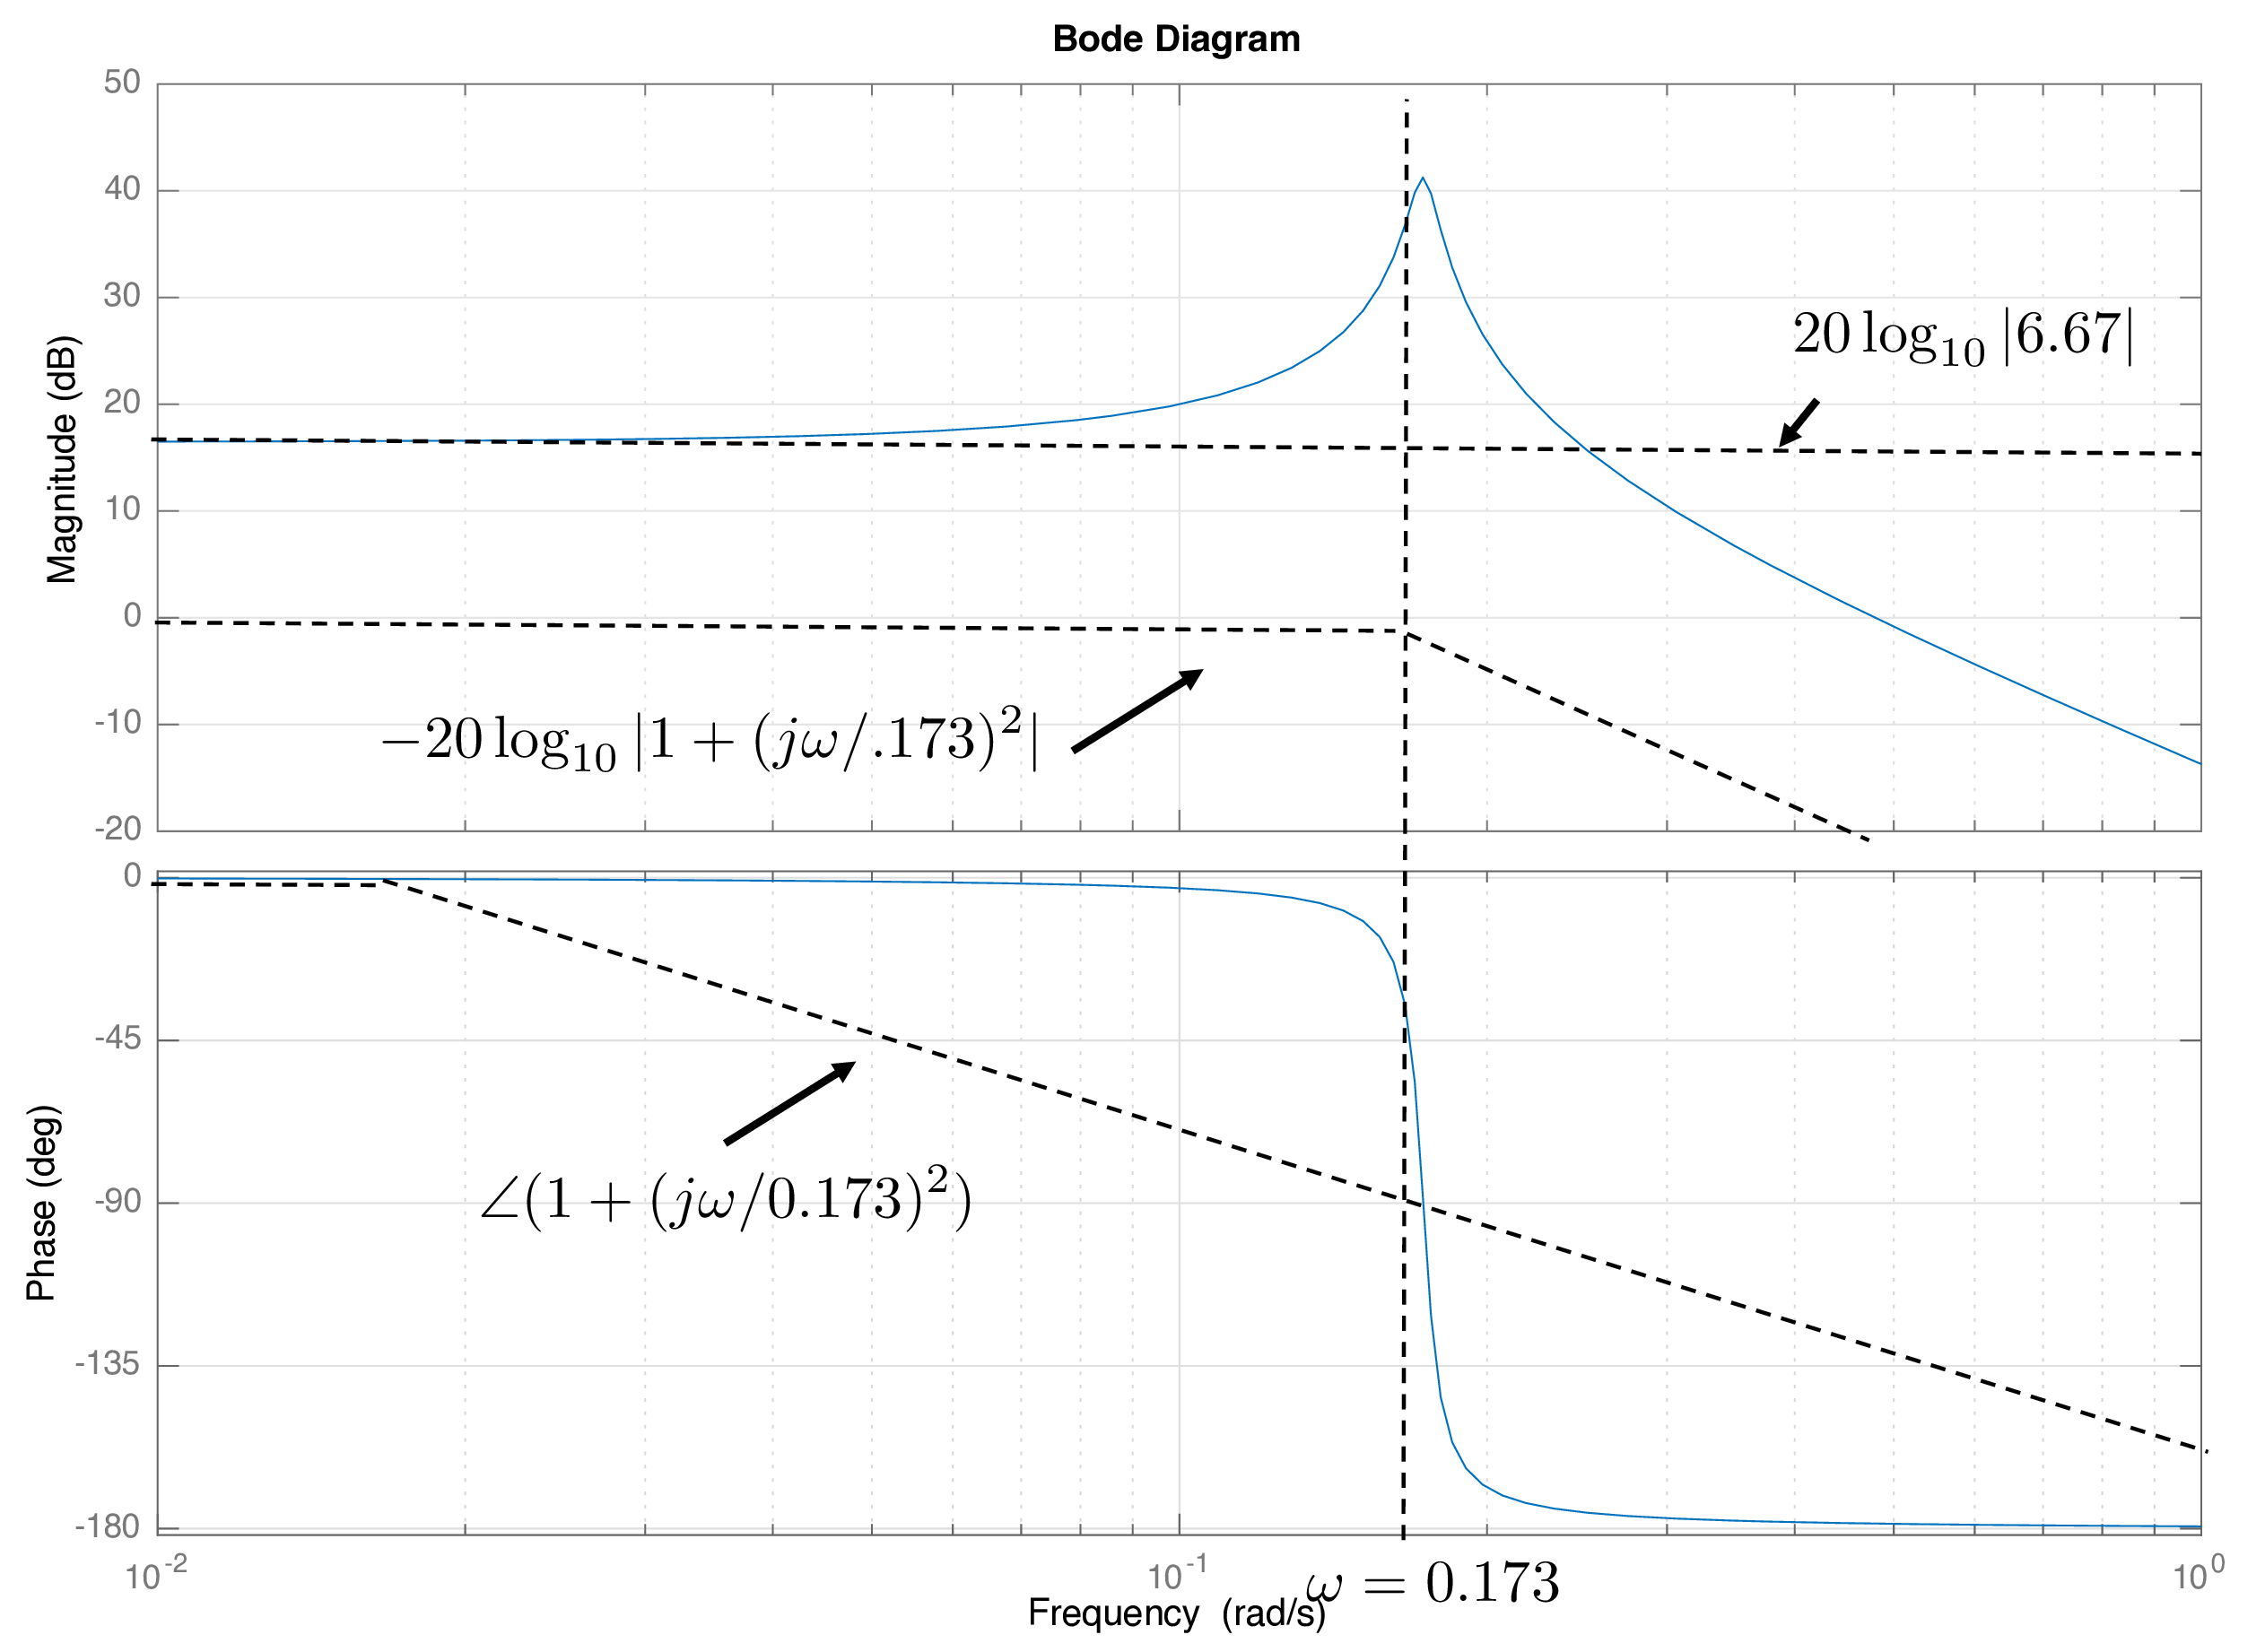 Bode Diagram
50
40
30
20
10
0
-10
-20
Magnitude (dB)
20 log₁₀ |6.67|
−20 log₁₀ |1 + (jω/.173)²|
0
-45
-90
-135
-180
Phase (deg)
∠(1 + (jω/0.173)²)
10⁻²
10⁻¹
10⁰
ω = 0.173
Frequency (rad/s)